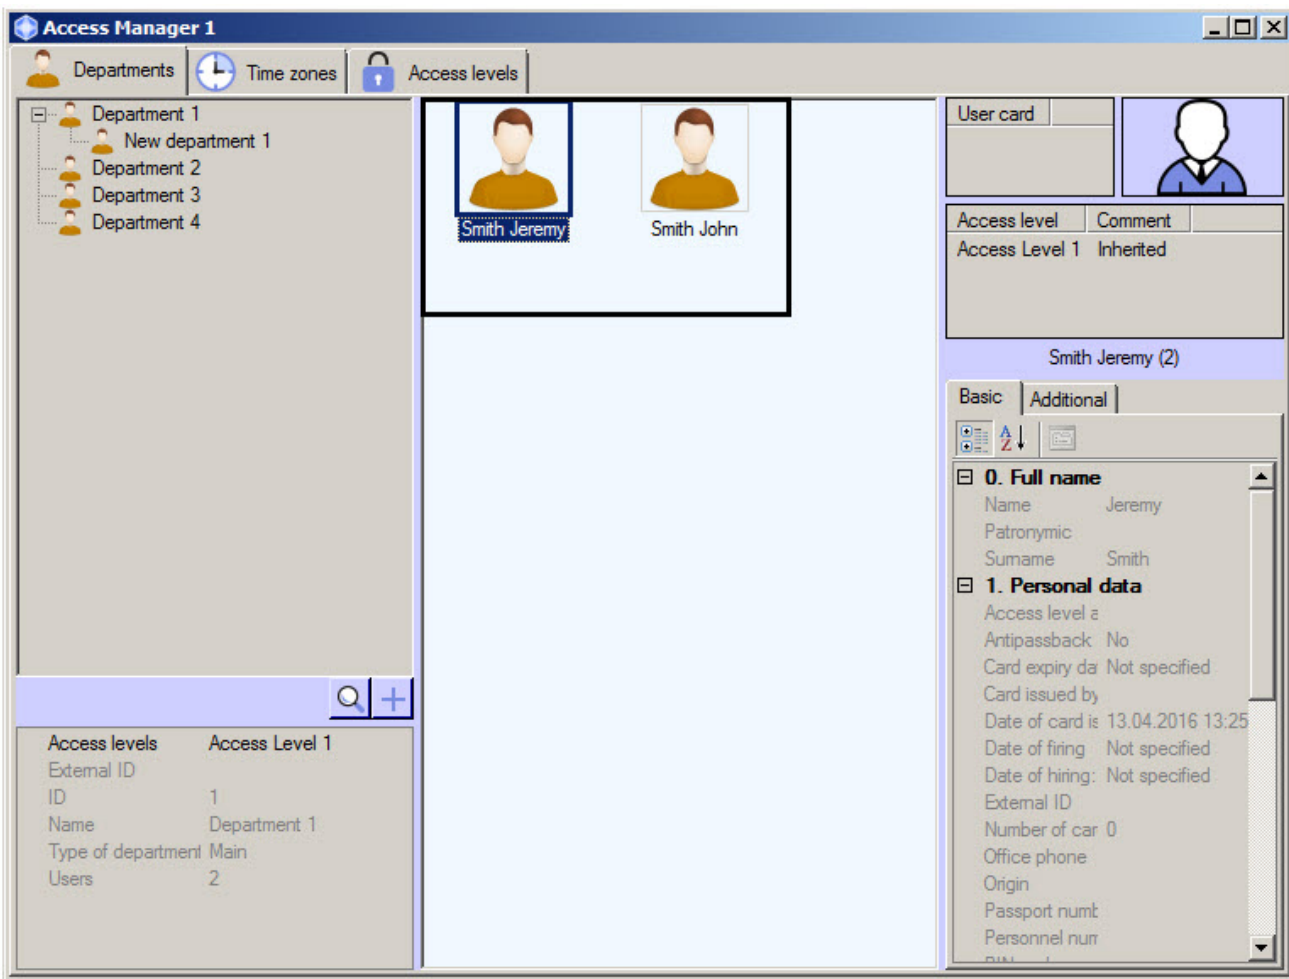 Access Manager 1
Departments Time zones Access levels
Department 1
New department 1
Department 2
Department 3
Department 4
Smith Jeremy Smith John
User card
Access level Comment
Access Level 1 Inherited
Smith Jeremy (2)
Basic Additional
A
Z
0. Full name
Name Jeremy
Patronymic
Surname Smith
1. Personal data
Access level a
Antipassback No
Card expiry da Not specified
Card issued by
Date of card is 13.04.2016 13:25
Date of firing Not specified
Date of hiring: Not specified
External ID
Number of car 0
Office phone
Origin
Passport numb
Personnel num
Access levels Access Level 1
External ID
ID 1
Name Department 1
Type of department Main
Users 2